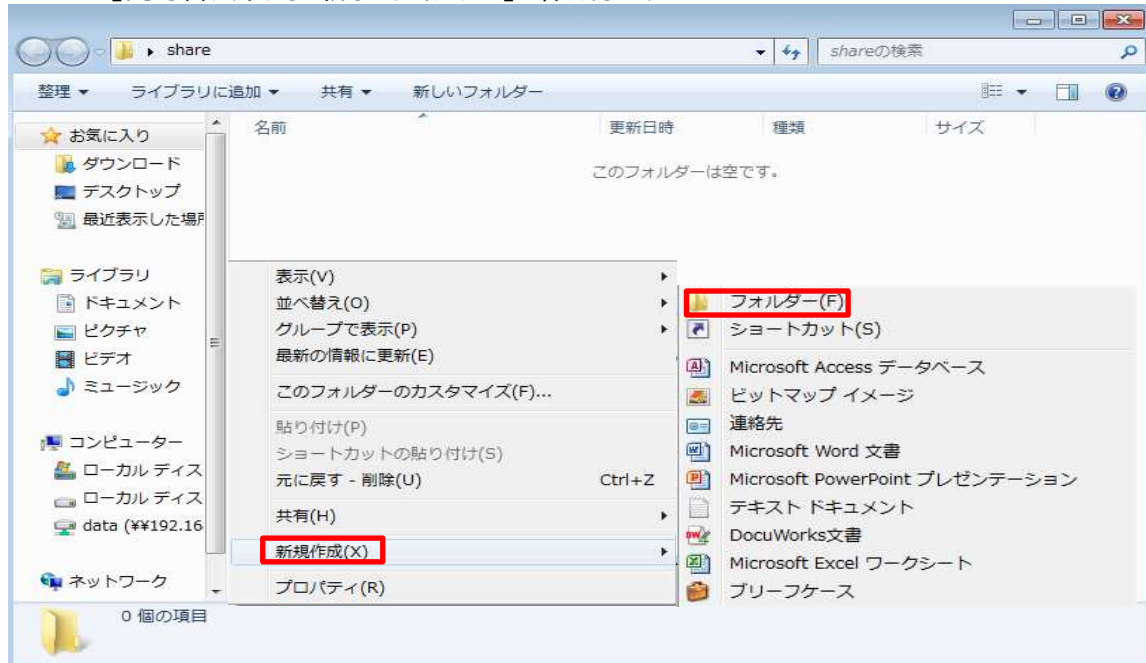 share
shareの検索
整理 ▼ ライブラリに追加 ▼ 共有 ▼ 新しいフォルダー
名前 更新日時 種類 サイズ
このフォルダーは空です。
お気に入り
ダウンロード
デスクトップ
最近表示した場所
ライブラリ
ドキュメント
ピクチャ
ビデオ
ミュージック
コンピューター
ローカル ディス
ローカル ディス
data (¥¥192.16
ネットワーク
0 個の項目
表示(V)
並べ替え(O)
グループで表示(P)
最新の情報に更新(E)
このフォルダーのカスタマイズ(F)...
貼り付け(P)
ショートカットの貼り付け(S)
元に戻す - 削除(U) Ctrl+Z
共有(H)
新規作成(X)
プロパティ(R)
フォルダー(F)
ショートカット(S)
Microsoft Access データベース
ビットマップ イメージ
連絡先
Microsoft Word 文書
Microsoft PowerPoint プレゼンテーション
テキスト ドキュメント
DocuWorks文書
Microsoft Excel ワークシート
ブリーフケース